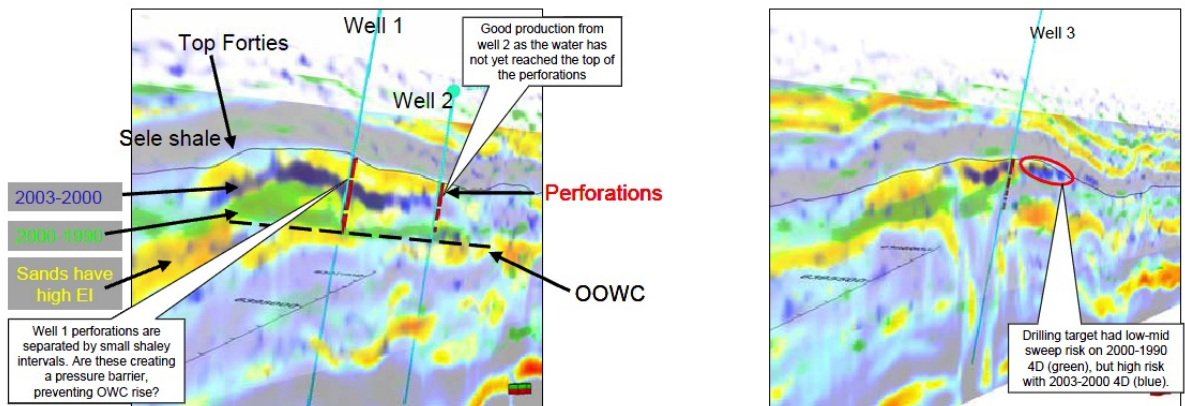 Well 1
Good production from
well 2 as the water has
not yet reached the top of
the perforations
Top Forties
Well 2
Sele shale
2003-2000
Perforations
2000-1990
Sands have
high EI
OOWC
Well 1 perforations are
separated by small shaley
intervals. Are these creating
a pressure barrier,
preventing OWC rise?
Well 3
Drilling target had low-mid
sweep risk on 2000-1990
4D (green), but high risk
with 2003-2000 4D (blue).